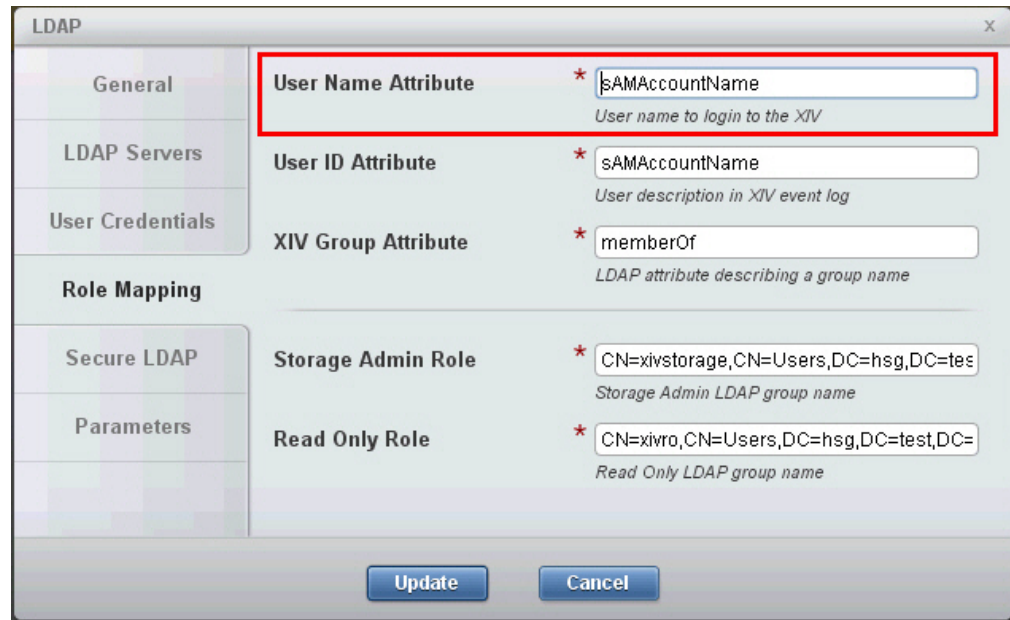 LDAP
x
General
LDAP Servers
User Credentials
Role Mapping
Secure LDAP
Parameters
User Name Attribute * sAMAccountName
User name to login to the XIV
User ID Attribute * sAMAccountName
User description in XIV event log
XIV Group Attribute * memberOf
LDAP attribute describing a group name
Storage Admin Role * CN=xivstorage,CN=Users,DC=hsg,DC=tes
Storage Admin LDAP group name
Read Only Role * CN=xivro,CN=Users,DC=hsg,DC=test,DC=
Read Only LDAP group name
Update Cancel